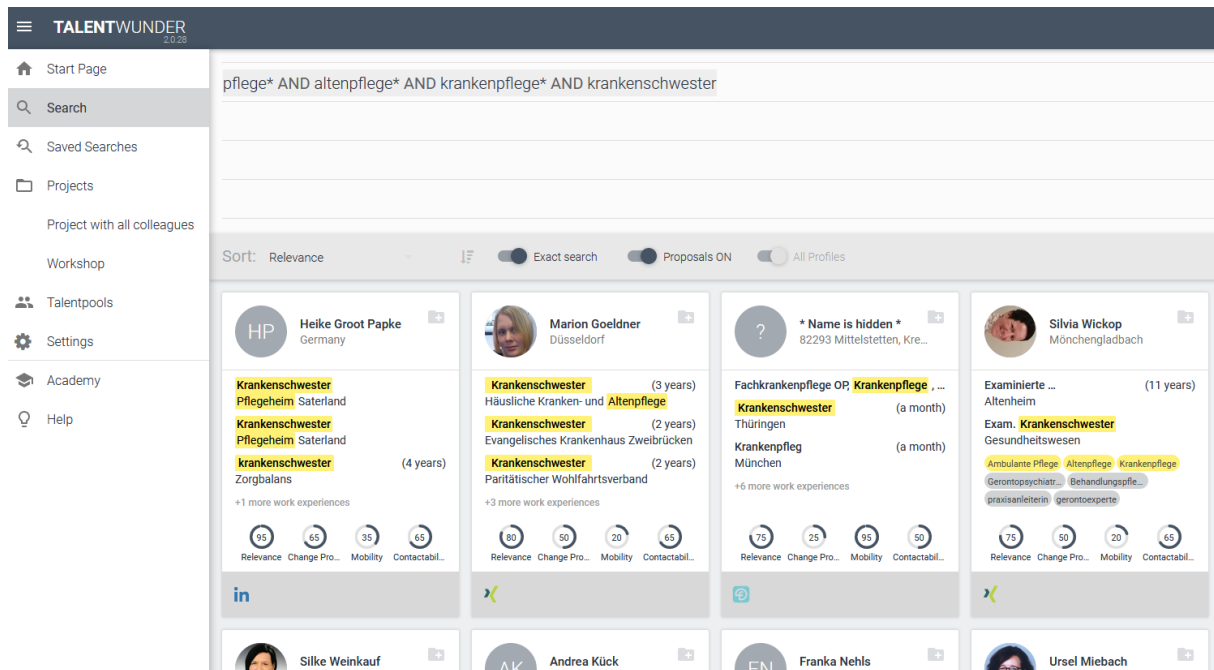 TALENTWUNDER
2.0.28
Start Page
Search
Saved Searches
Projects
Project with all colleagues
Workshop
Talentpools
Settings
Academy
Help
pflege* AND altenpflege* AND krankenpflege* AND krankenschwester
Sort: Relevance Exact search Proposals ON All Profiles
HP
Heike Groot Papke
Germany
Krankenschwester
Pflegeheim Saterland
Krankenschwester
Pflegeheim Saterland
krankenschwester (4 years)
Zorgbalans
+1 more work experiences
95 65 35 65
Relevance Change Pro... Mobility Contactabil...
in
Marion Goeldner
Düsseldorf
Krankenschwester (3 years)
Häusliche Kranken- und Altenpflege
Krankenschwester (2 years)
Evangelisches Krankenhaus Zweibrücken
Krankenschwester (2 years)
Paritätischer Wohlfahrtsverband
+3 more work experiences
80 50 20 65
Relevance Change Pro... Mobility Contactabil...
?
* Name is hidden *
82293 Mittelstetten, Kre...
Fachkrankenpflege OP, Krankenpflege , ...
Krankenschwester (a month)
Thüringen
Krankenpfleg (a month)
München
+6 more work experiences
75 25 95 50
Relevance Change Pro... Mobility Contactabil...
Silvia Wickop
Mönchengladbach
Examinierte ... (11 years)
Altenheim
Exam. Krankenschwester
Gesundheitswesen
Ambulante Pflege Altenpflege Krankenpflege
Gerontopsychiatr... Behandlungspfle...
praxisanleiterin gerontoexperte
75 50 20 65
Relevance Change Pro... Mobility Contactabil...
Silke Weinkauf
AK
Andrea Kück
EN
Franka Nehls
Ursel Miebach